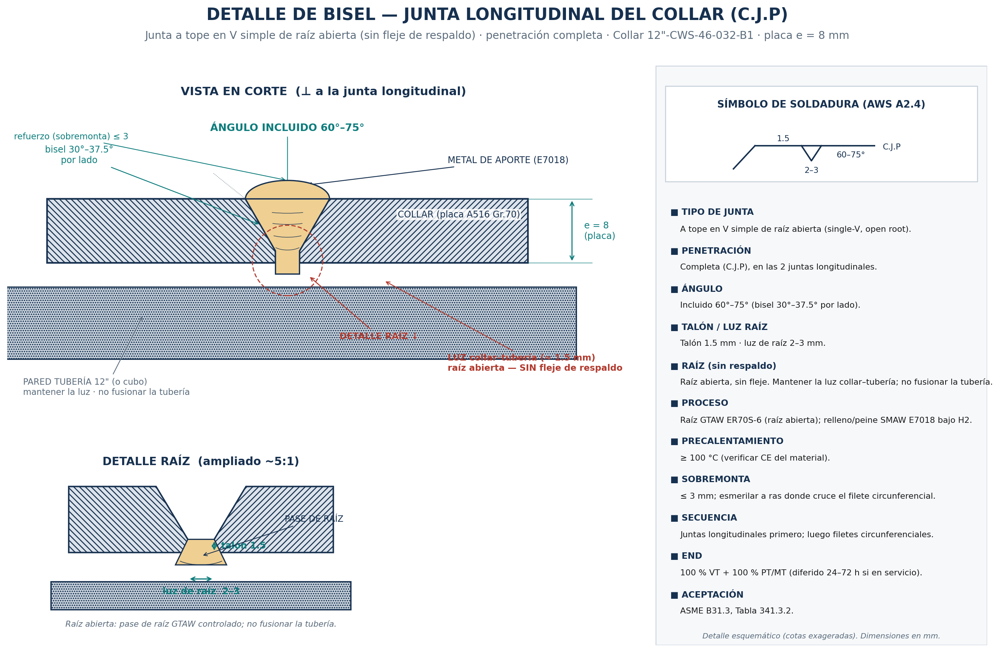 DETALLE DE BISEL — JUNTA LONGITUDINAL DEL COLLAR (C.J.P)
Junta a tope en V simple de raíz abierta (sin fleje de respaldo) · penetración completa · Collar 12"-CWS-46-032-B1 · placa e = 8 mm
VISTA EN CORTE (⊥ a la junta longitudinal)
ÁNGULO INCLUIDO 60°–75°
refuerzo (sobremonta) ≤ 3
bisel 30°–37.5°
por lado
METAL DE APORTE (E7018)
COLLAR (placa A516 Gr.70)
e = 8
(placa)
DETALLE RAÍZ ↓
LUZ collar–tubería (≈ 1.5 mm)
raíz abierta — SIN fleje de respaldo
PARED TUBERÍA 12" (o cubo)
mantener la luz · no fusionar la tubería
DETALLE RAÍZ (ampliado ~5:1)
PASE DE RAÍZ
talón 1.5
luz de raíz 2–3
Raíz abierta: pase de raíz GTAW controlado; no fusionar la tubería.
SÍMBOLO DE SOLDADURA (AWS A2.4)
1.5
C.J.P
60–75°
2–3
■ TIPO DE JUNTA
A tope en V simple de raíz abierta (single-V, open root).
■ PENETRACIÓN
Completa (C.J.P), en las 2 juntas longitudinales.
■ ÁNGULO
Incluido 60°–75° (bisel 30°–37.5° por lado).
■ TALÓN / LUZ RAÍZ
Talón 1.5 mm · luz de raíz 2–3 mm.
■ RAÍZ (sin respaldo)
Raíz abierta, sin fleje. Mantener la luz collar–tubería; no fusionar la tubería.
■ PROCESO
Raíz GTAW ER70S-6 (raíz abierta); relleno/peine SMAW E7018 bajo H2.
■ PRECALENTAMIENTO
≥ 100 °C (verificar CE del material).
■ SOBREMONTA
≤ 3 mm; esmerilar a ras donde cruce el filete circunferencial.
■ SECUENCIA
Juntas longitudinales primero; luego filetes circunferenciales.
■ END
100 % VT + 100 % PT/MT (diferido 24–72 h si en servicio).
■ ACEPTACIÓN
ASME B31.3, Tabla 341.3.2.
Detalle esquemático (cotas exageradas). Dimensiones en mm.